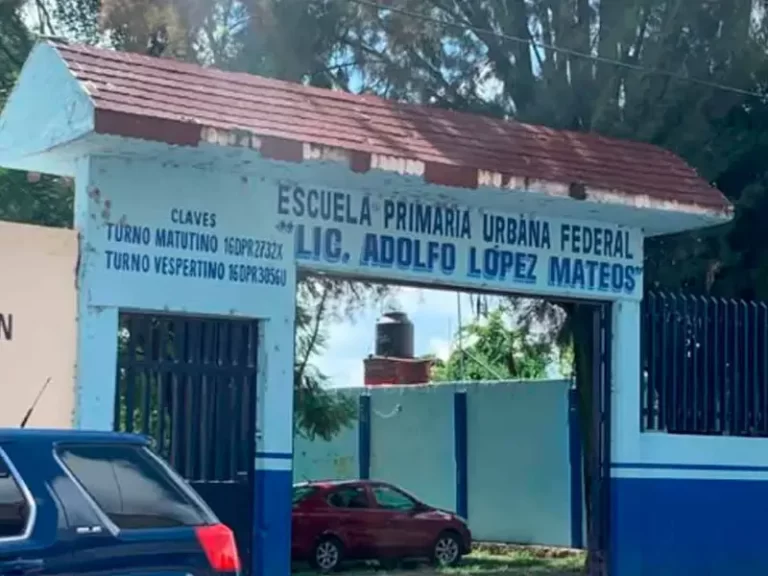 CLAVES
TURNO MATUTINO 16DPR2732X
TURNO VESPERTINO 16DPR3056U
ESCUELA PRIMARIA URBANA FEDERAL
"LIC. ADOLFO LÓPEZ MATEOS"
N